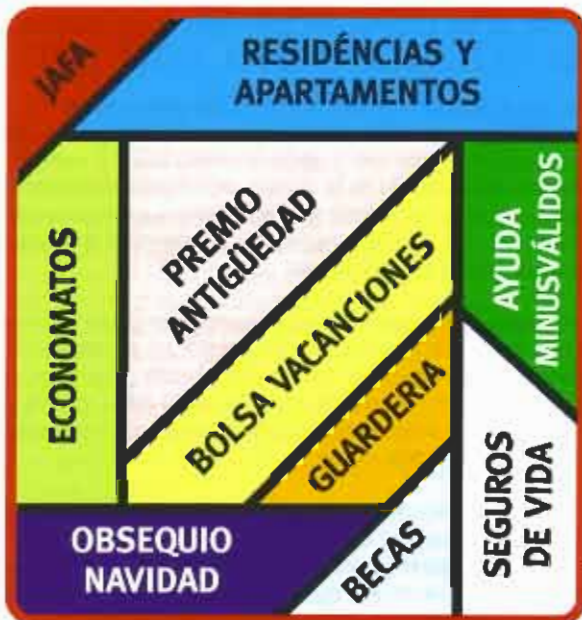 JAFA
RESIDÉNCIAS Y
APARTAMENTOS
PREMIO
ANTIGÜEDAD
AYUDA
MINUSVÁLIDOS
ECONOMATOS
BOLSA VACANCIONES
GUARDERIA
SEGUROS
DE VIDA
OBSEQUIO
NAVIDAD
BECAS